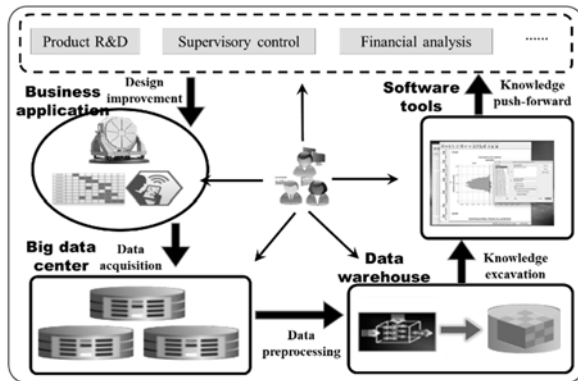 Product R&D
Supervisory control
Financial analysis
......
Design
improvement
Business
application
Software
tools
Knowledge
push-forward
Big data
center
Data
acquisition
Data
warehouse
Knowledge
excavation
Data
preprocessing